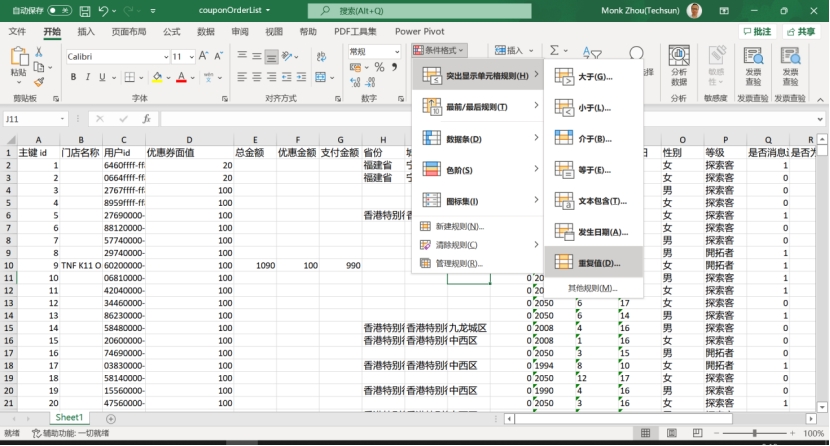 自动保存 关 couponOrderList 搜索(Alt+Q) Monk Zhou(Techsun)
文件 开始 插入 页面布局 公式 数据 审阅 视图 帮助 PDF工具集 Power Pivot 批注 共享
粘贴 Calibri 11 A A 常规 条件格式 插入
B I U A 分析 数据 敏感 性 发票 查验 发票 查验
剪贴板 字体 对齐方式 数字 分析 敏感度 发票查验 发票查验
突出显示单元格规则(H)
最前/最后规则(T)
数据条(D)
色阶(S)
图标集(I)
新建规则(N)...
清除规则(C)
管理规则(R)...
大于(G)...
小于(L)...
介于(B)...
等于(E)...
文本包含(T)...
发生日期(A)...
重复值(D)...
其他规则(M)...
J11 fx
A B C D E F G H O P Q R
1 主键 id 门店名称 用户id 优惠券面值 总金额 优惠金额 支付金额 省份 性别 等级
2 1 6460ffff-ff 20 福建省 女 探索客 1
3 2 0664ffff-ff 20 福建省 女 探索客 0
4 3 2767ffff-ff 100 男 探索客 0
5 4 8959ffff-ff 100 女 探索客 0
6 5 27690000- 100 香港特别行 女 探索客 1
7 6 88120000- 100 女 探索客 0
8 7 57740000- 100 男 探索客 0
9 8 29740000- 100 男 開拓者 1
10 9 TNF K11 O 60200000- 100 1090 100 990 男 開拓者 1
11 10 06810000- 100 男 探索客 1
12 11 42040000- 100 女 探索客 1
13 12 34460000- 100 0 2050 6 17 女 探索客 0
14 13 86230000- 100 0 2050 6 14 男 探索客 1
15 14 58480000- 100 香港特别行 香港特别行 九龙城区 0 2008 4 16 男 探索客 0
16 15 20600000- 100 香港特别行 香港特别行 中西区 0 2008 1 16 女 探索客 0
17 16 74690000- 100 0 2050 3 15 男 開拓者 0
18 17 03830000- 100 香港特别行 香港特别行 中西区 0 1994 8 10 女 開拓者 1
19 18 58140000- 100 0 2050 12 17 女 探索客 0
20 19 15560000- 100 香港特别行 香港特别行 中西区 0 1990 4 16 女 探索客 0
21 20 47560000- 100 0 2050 3 16 女 探索客 1
Sheet1
就绪 辅助功能: 一切就绪 100%